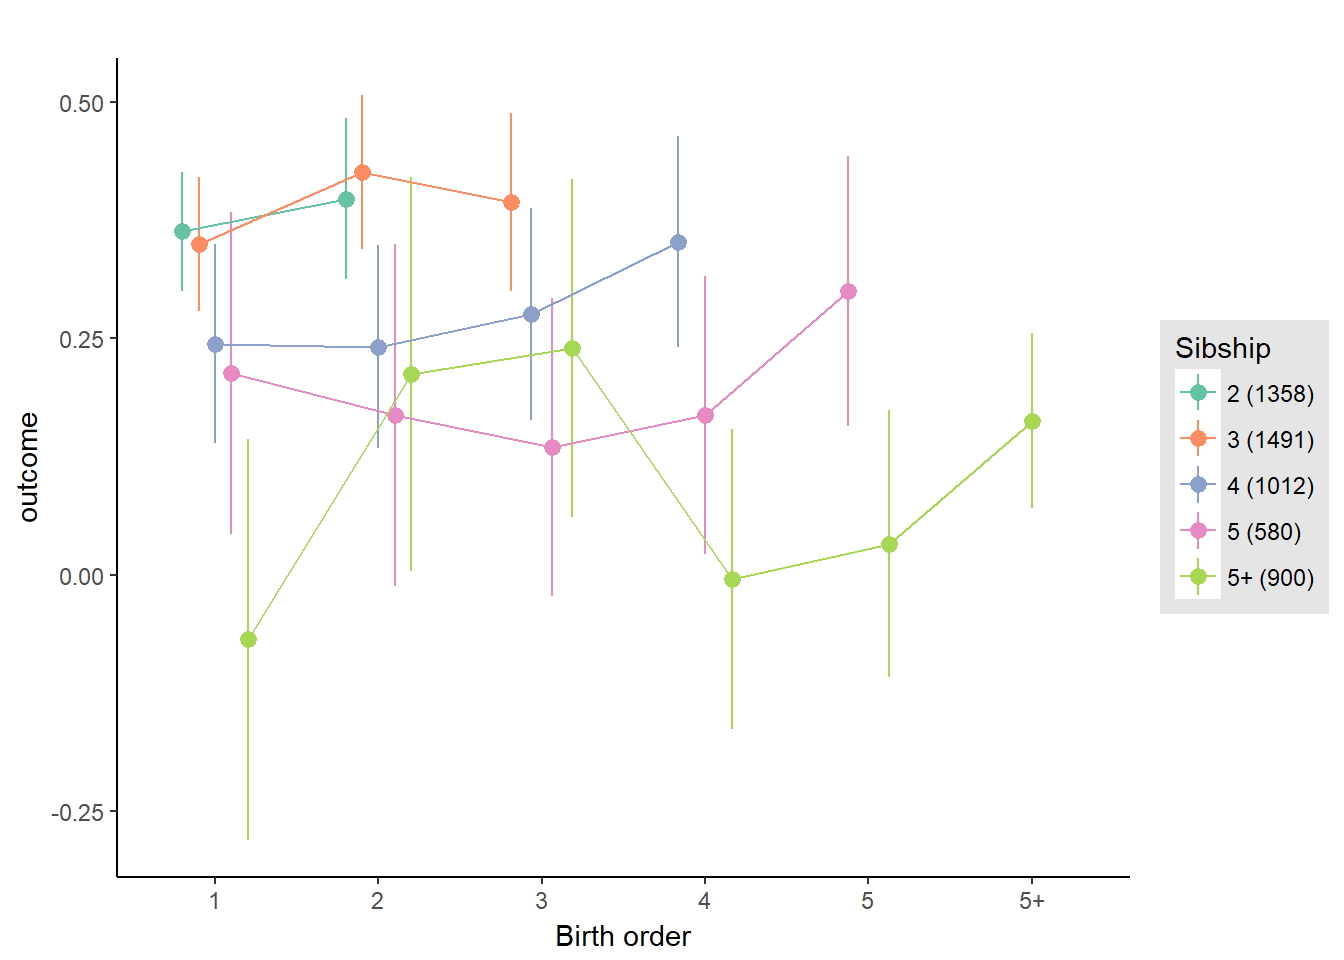 0.50
0.25
0.00
-0.25
outcome
1 2 3 4 5 5+
Birth order
Sibship
2 (1358)
3 (1491)
4 (1012)
5 (580)
5+ (900)